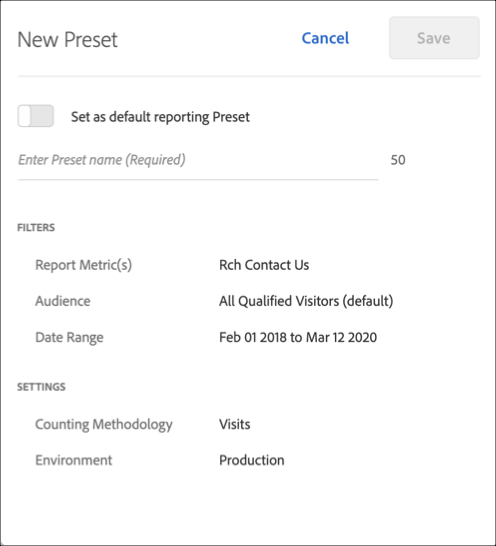 New Preset Cancel Save
Set as default reporting Preset
Enter Preset name (Required) 50
FILTERS
Report Metric(s) Rch Contact Us
Audience All Qualified Visitors (default)
Date Range Feb 01 2018 to Mar 12 2020
SETTINGS
Counting Methodology Visits
Environment Production